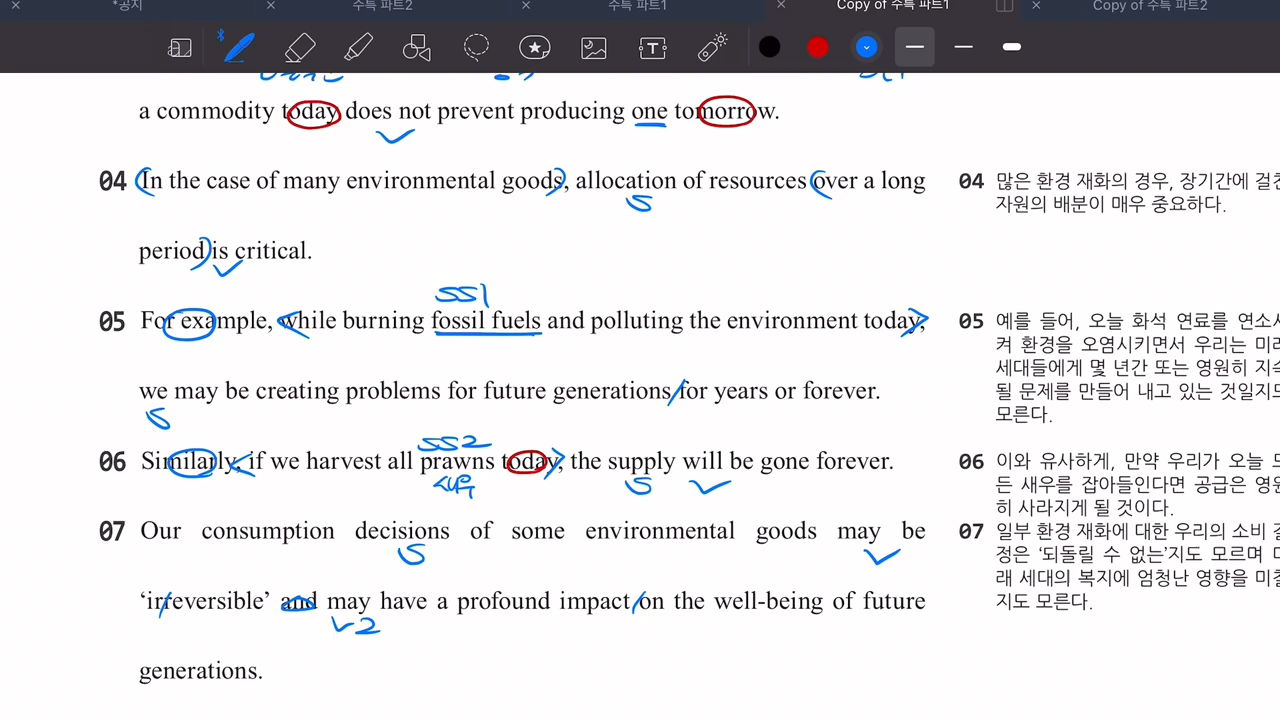 *공지
수특 파트2
수특 파트1
Copy of 수특 파트1
Copy of 수특 파트2
a commodity today does not prevent producing one tomorrow.
04 In the case of many environmental goods, allocation of resources over a long
S
period is critical.
SS1
05 For example, while burning fossil fuels and polluting the environment today,
we may be creating problems for future generations for years or forever.
S
SS2
06 Similarly, if we harvest all prawns today, the supply will be gone forever.
S
07 Our consumption decisions of some environmental goods may be
S
‘irreversible’ and may have a profound impact on the well-being of future
2
generations.
04 많은 환경 재화의 경우, 장기간에 걸친
자원의 배분이 매우 중요하다.
05 예를 들어, 오늘 화석 연료를 연소시
켜 환경을 오염시키면서 우리는 미래
세대들에게 몇 년간 또는 영원히 지속
될 문제를 만들어 내고 있는 것일지도
모른다.
06 이와 유사하게, 만약 우리가 오늘 모
든 새우를 잡아들인다면 공급은 영원
히 사라지게 될 것이다.
07 일부 환경 재화에 대한 우리의 소비 결
정은 ‘되돌릴 수 없는’지도 모르며 미
래 세대의 복지에 엄청난 영향을 미칠
지도 모른다.